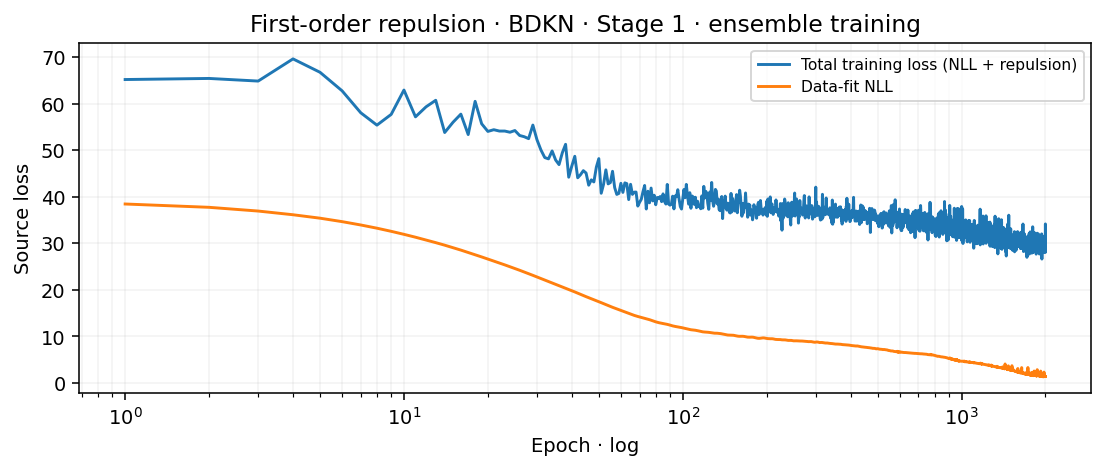 First-order repulsion · BDKN · Stage 1 · ensemble training
Total training loss (NLL + repulsion)
Data-fit NLL
Source loss
70
60
50
40
30
20
10
0
10⁰
10¹
10²
10³
Epoch · log